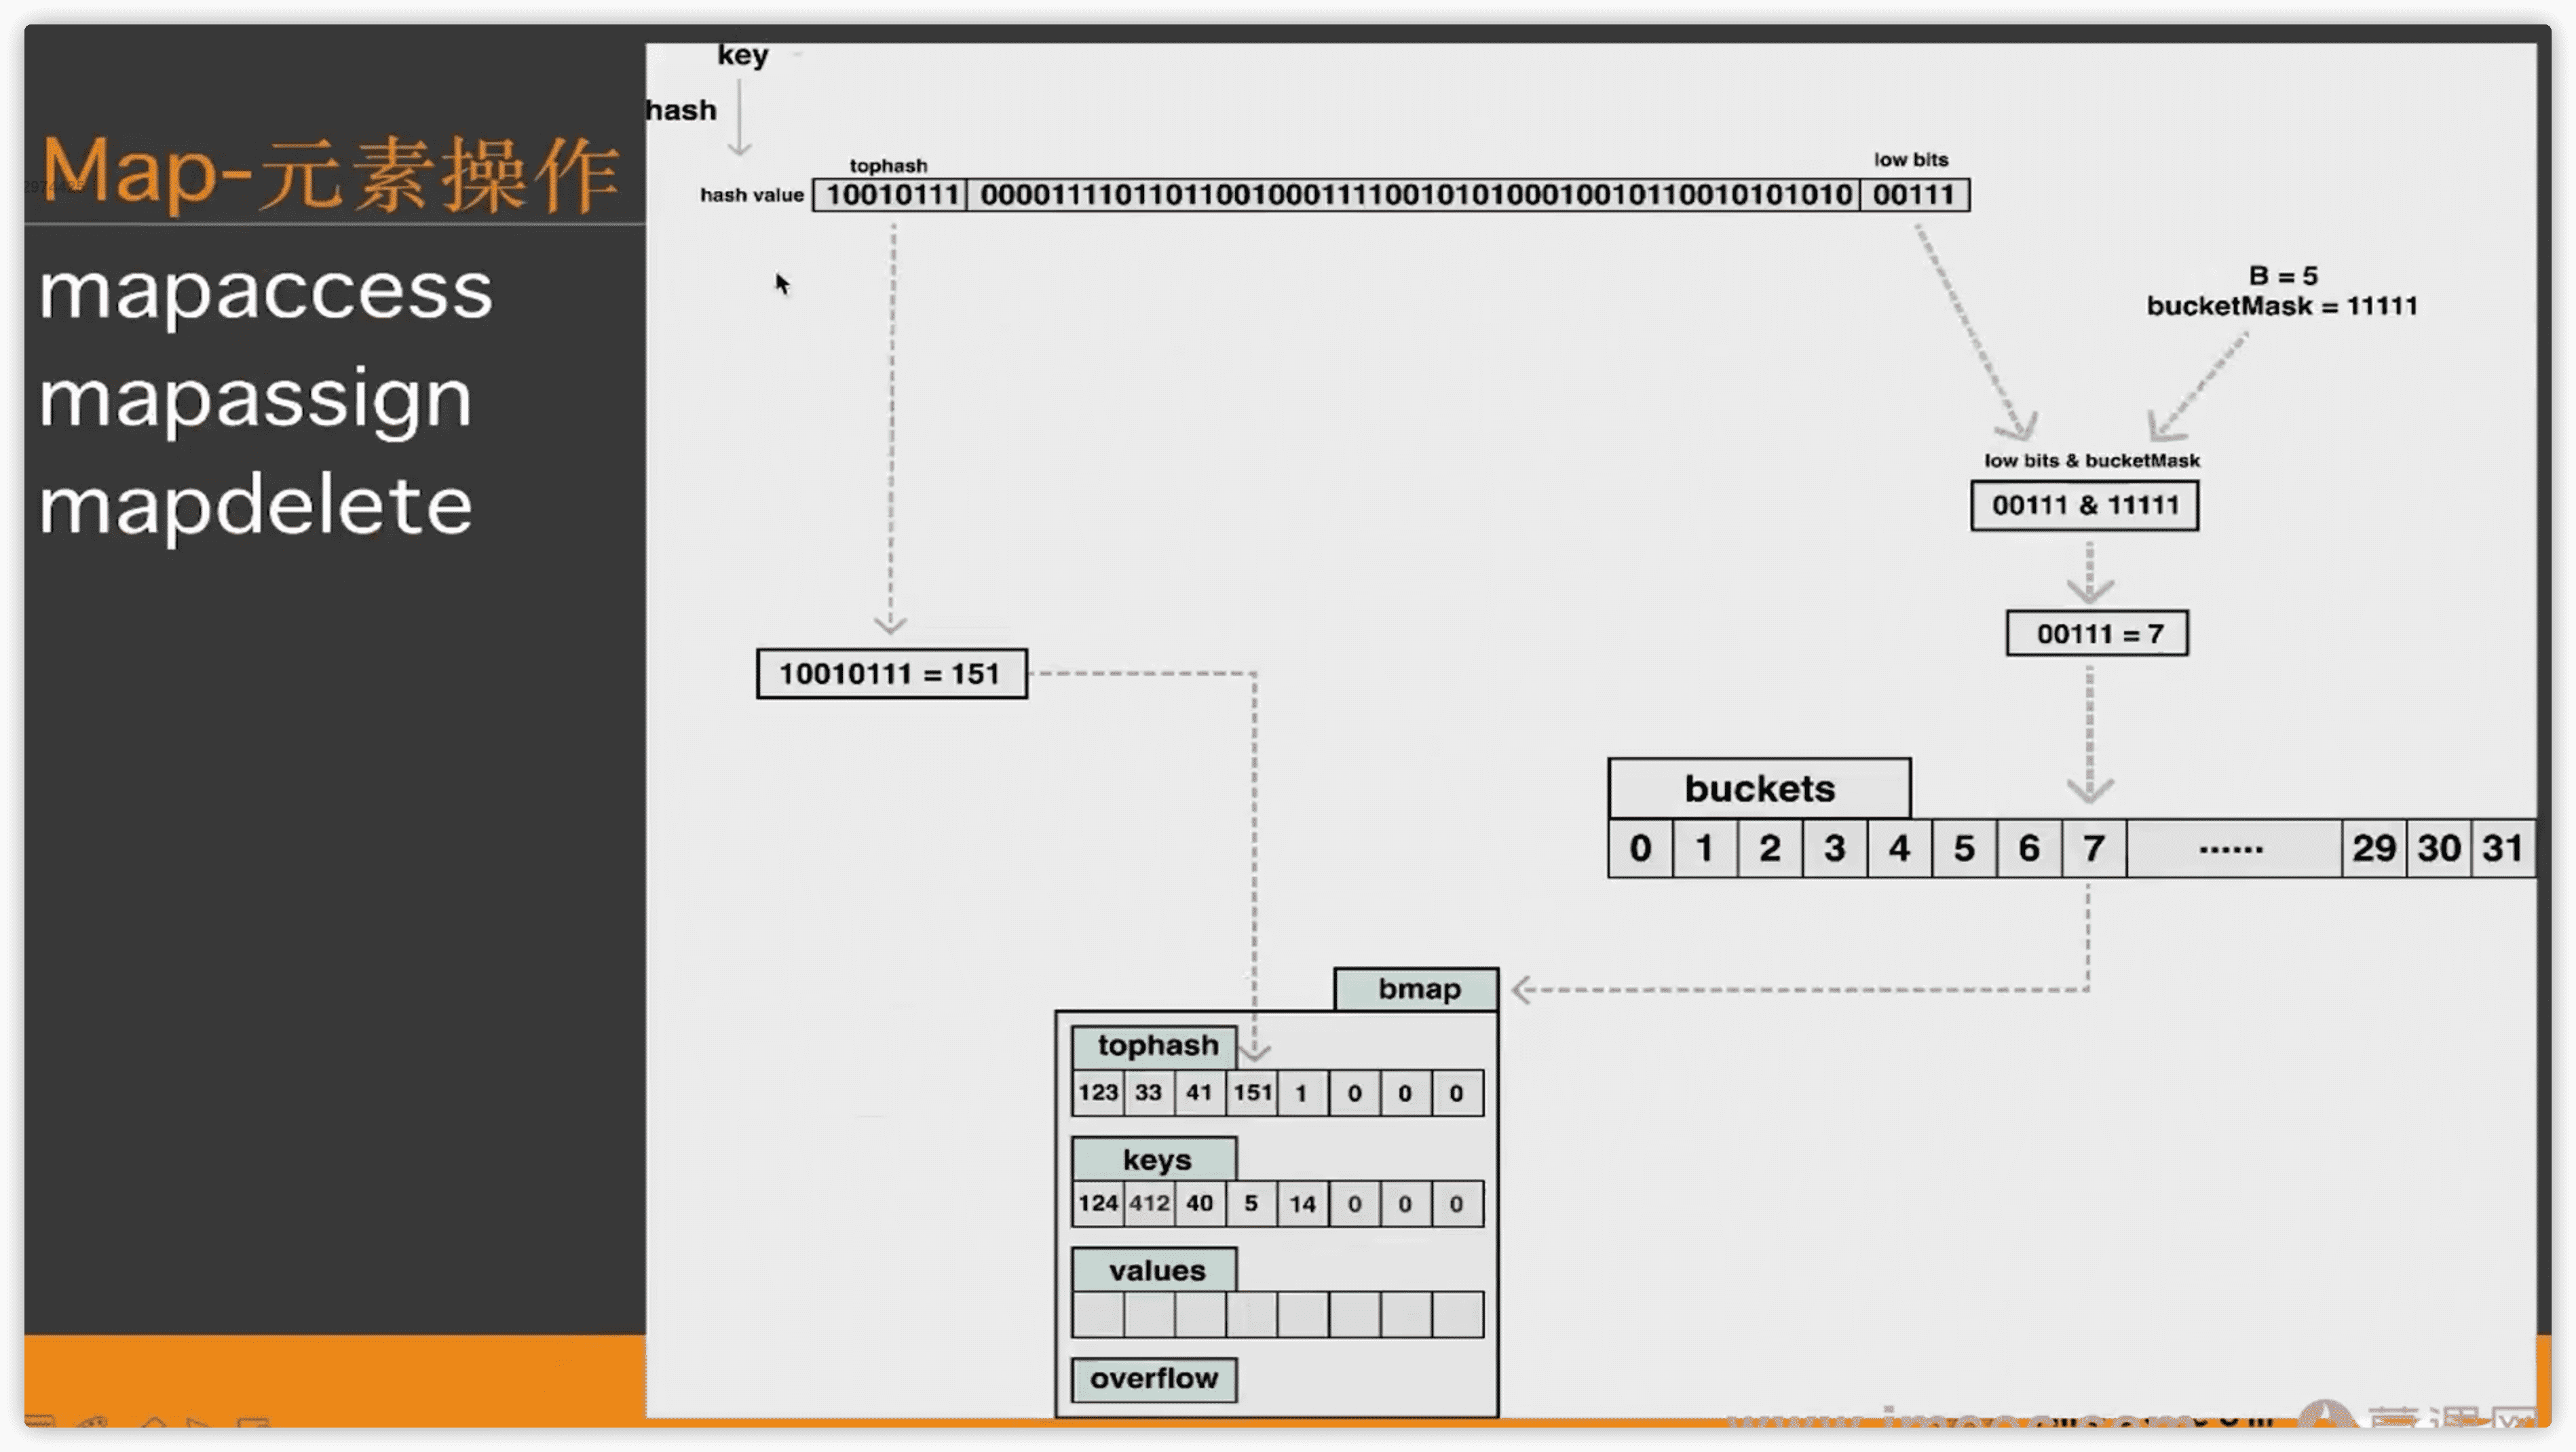 Map-元素操作
mapaccess
mapassign
mapdelete
key
hash
tophash
low bits
hash value 10010111 000011110110110010001111001010100010010110010101010 00111
B = 5
bucketMask = 11111
low bits & bucketMask
00111 & 11111
00111 = 7
10010111 = 151
buckets
0 1 2 3 4 5 6 7 ...... 29 30 31
bmap
tophash
123 33 41 151 1 0 0 0
keys
124 412 40 5 14 0 0 0
values
overflow